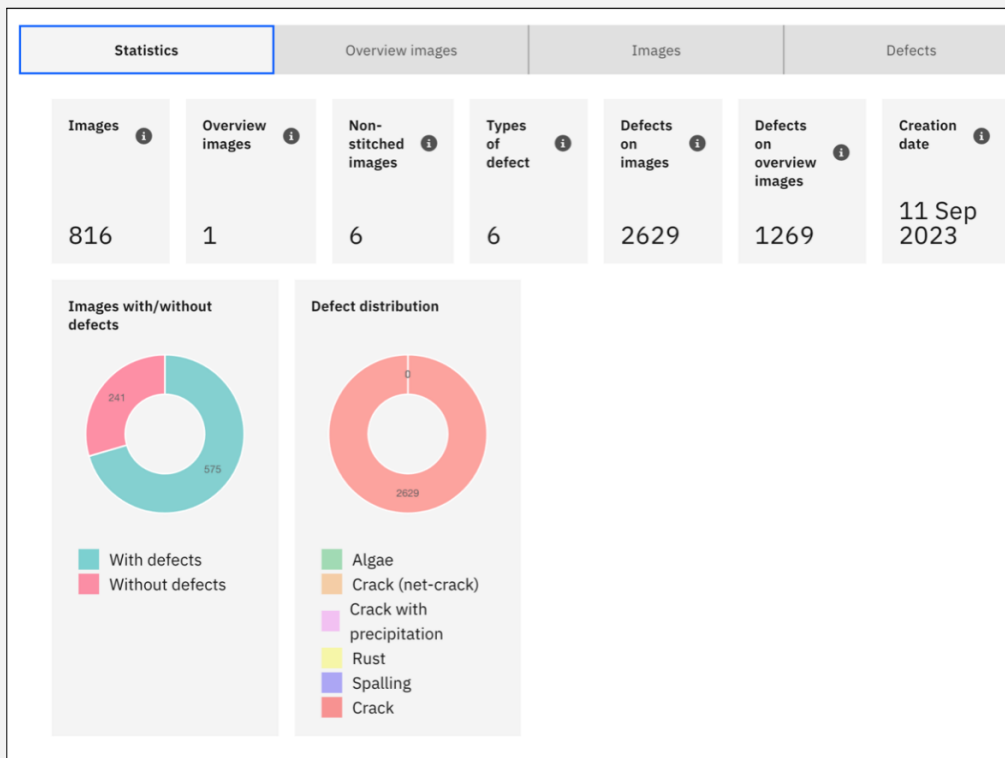 Statistics
Overview images
Images
Defects
Images
816
Overview
images
1
Non-
stitched
images
6
Types
of
defect
6
Defects
on
images
2629
Defects
on
overview
images
1269
Creation
date
11 Sep
2023
Images with/without
defects
241
575
With defects
Without defects
Defect distribution
0
2629
Algae
Crack (net-crack)
Crack with
precipitation
Rust
Spalling
Crack